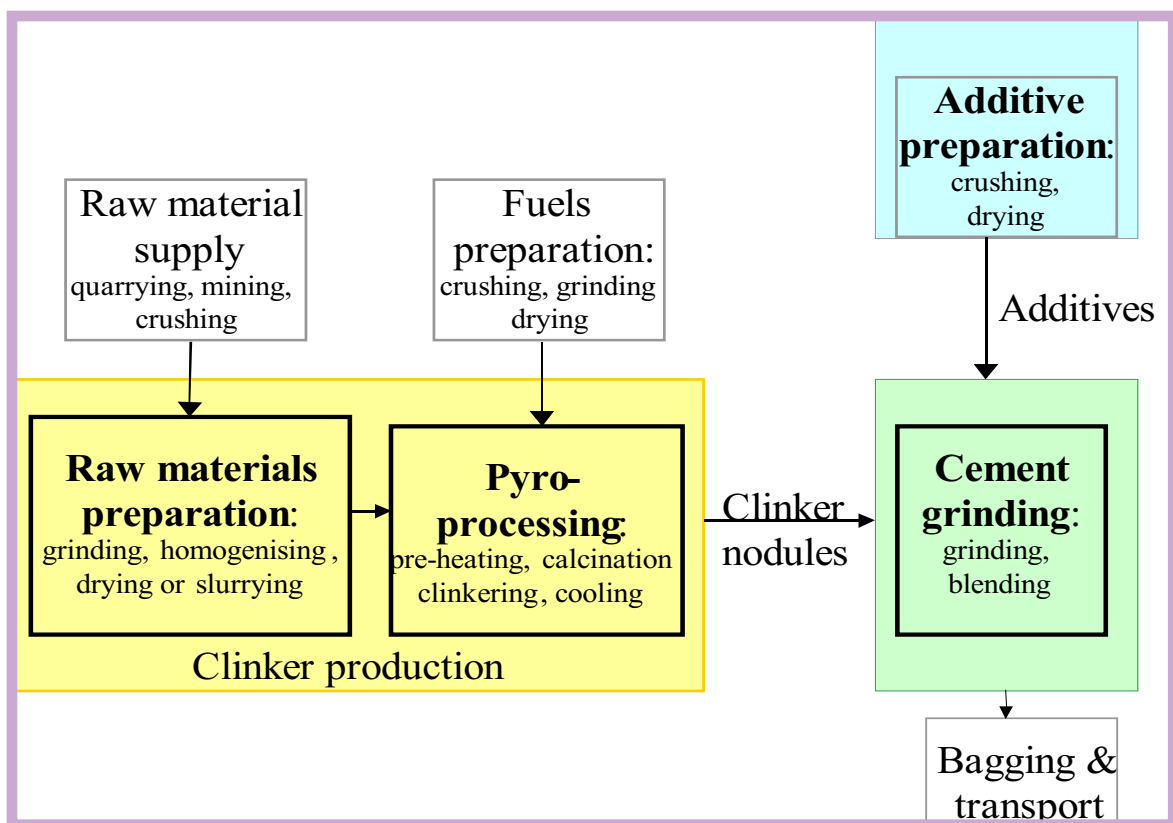 Additive
preparation:
crushing,
drying
Raw material
supply
quarrying, mining,
crushing
Fuels
preparation:
crushing, grinding
drying
Additives
Raw materials
preparation:
grinding, homogenising,
drying or slurrying
Pyro-
processing:
pre-heating, calcination
clinkering, cooling
Clinker
nodules
Cement
grinding:
grinding,
blending
Clinker production
Bagging &
transport